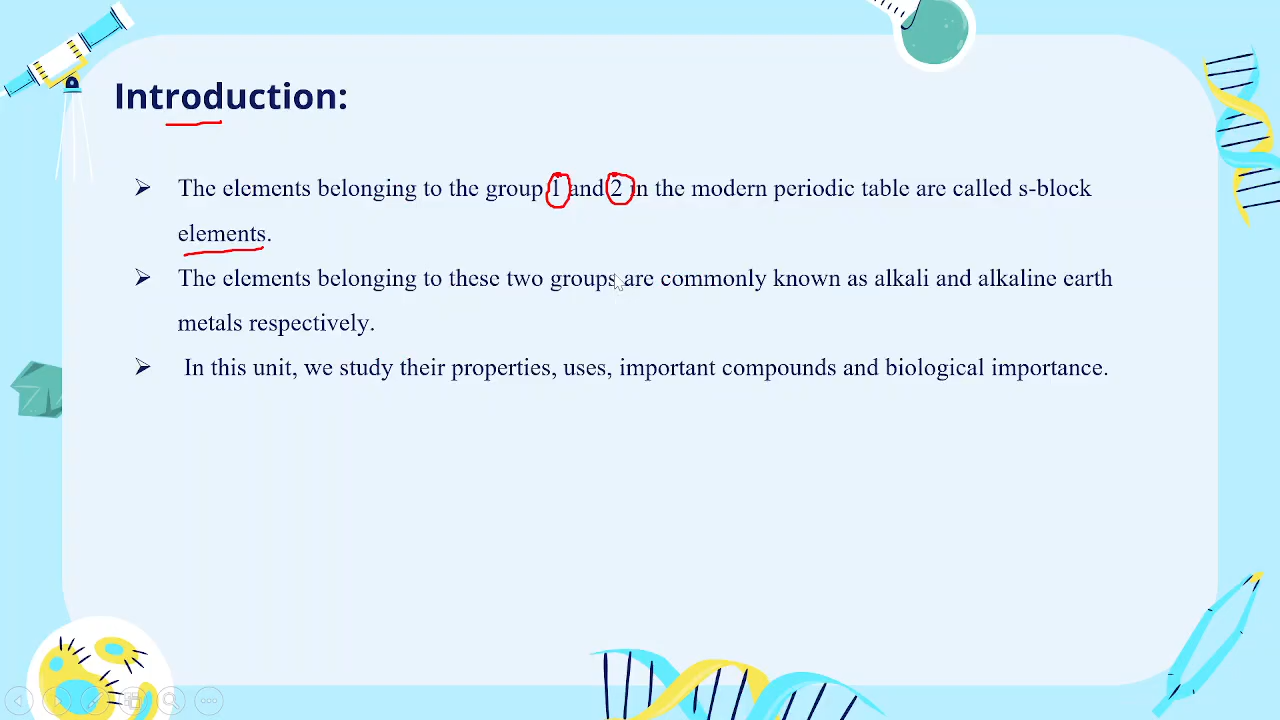 Introduction:
➢ The elements belonging to the group 1 and 2 in the modern periodic table are called s-block
elements.
➢ The elements belonging to these two groups are commonly known as alkali and alkaline earth
metals respectively.
➢ In this unit, we study their properties, uses, important compounds and biological importance.